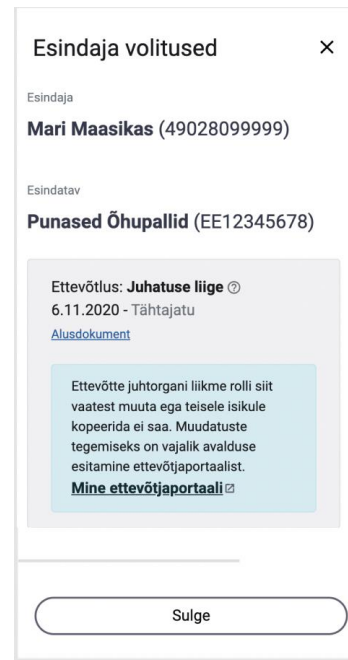 Esindaja volitused
Esindaja
Mari Maasikas (49028099999)
Esindatav
Punased Õhupallid (EE12345678)
Ettevõtlus: Juhatuse liige
6.11.2020 - Tähtajatu
Alusdokument
Ettevõtte juhtorgani liikme rolli siit
vaatest muuta ega teisele isikule
kopeerida ei saa. Muudatuste
tegemiseks on vajalik avalduse
esitamine ettevõtjaportaalist.
Mine ettevõtjaportaali
Sulge